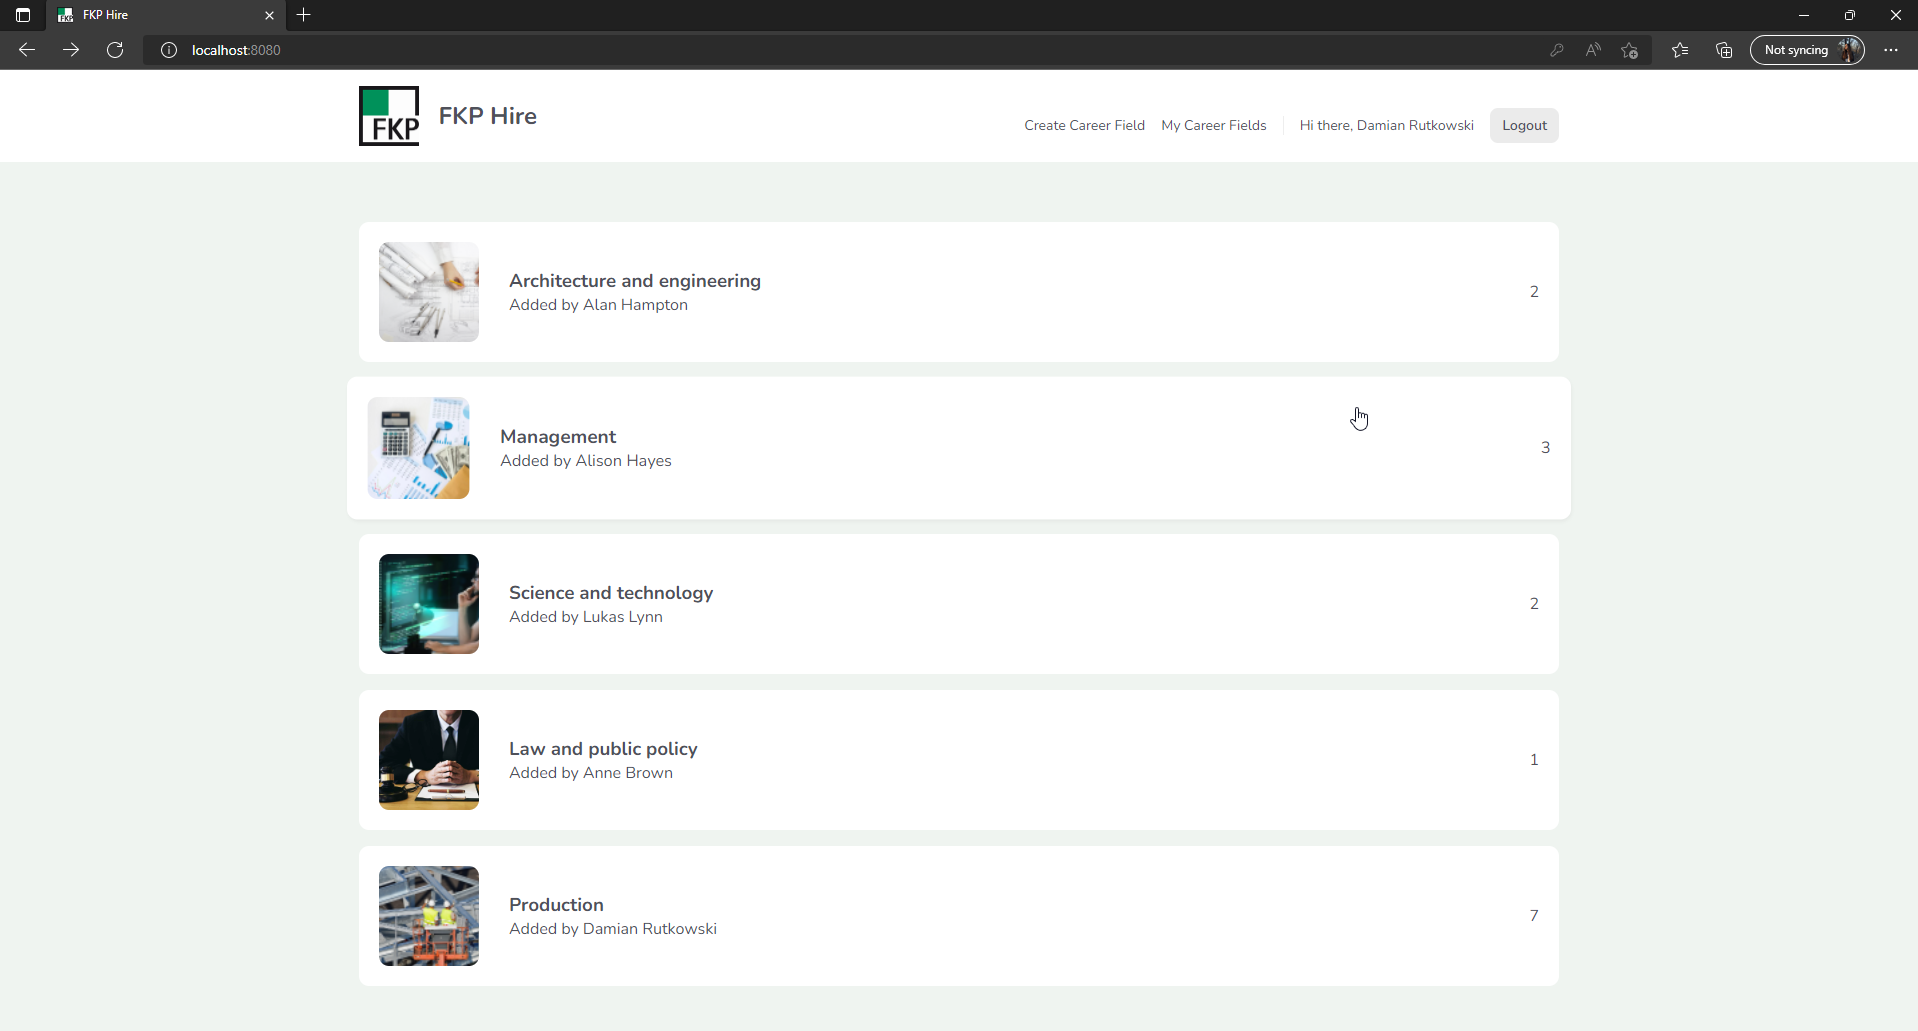 FKP Hire
localhost:8080
Not syncing
FKP
FKP Hire
Create Career Field
My Career Fields
Hi there, Damian Rutkowski
Logout
Architecture and engineering
Added by Alan Hampton
2
Management
Added by Alison Hayes
3
Science and technology
Added by Lukas Lynn
2
Law and public policy
Added by Anne Brown
1
Production
Added by Damian Rutkowski
7